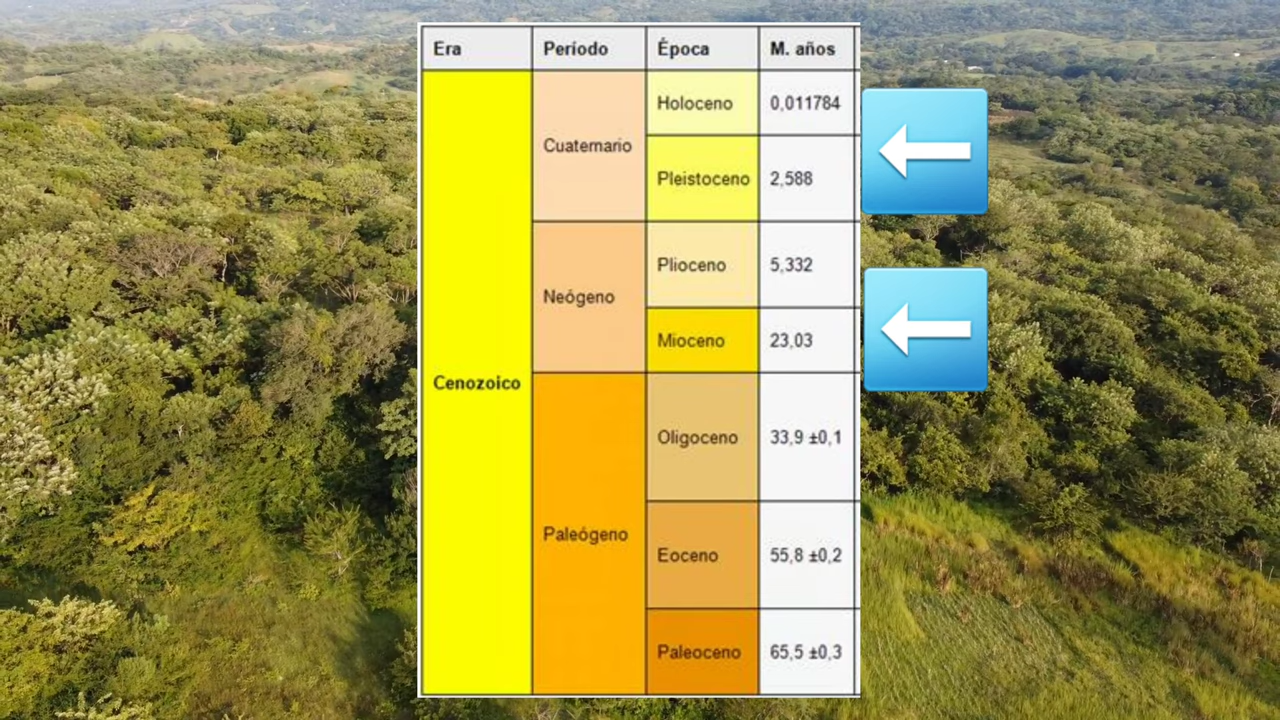 Era Período Época M. años
Holoceno 0,011784
Cuaternario
Pleistoceno 2,588
Plioceno 5,332
Neógeno
Mioceno 23,03
Cenozoico
Oligoceno 33,9 ±0,1
Paleógeno
Eoceno 55,8 ±0,2
Paleoceno 65,5 ±0,3